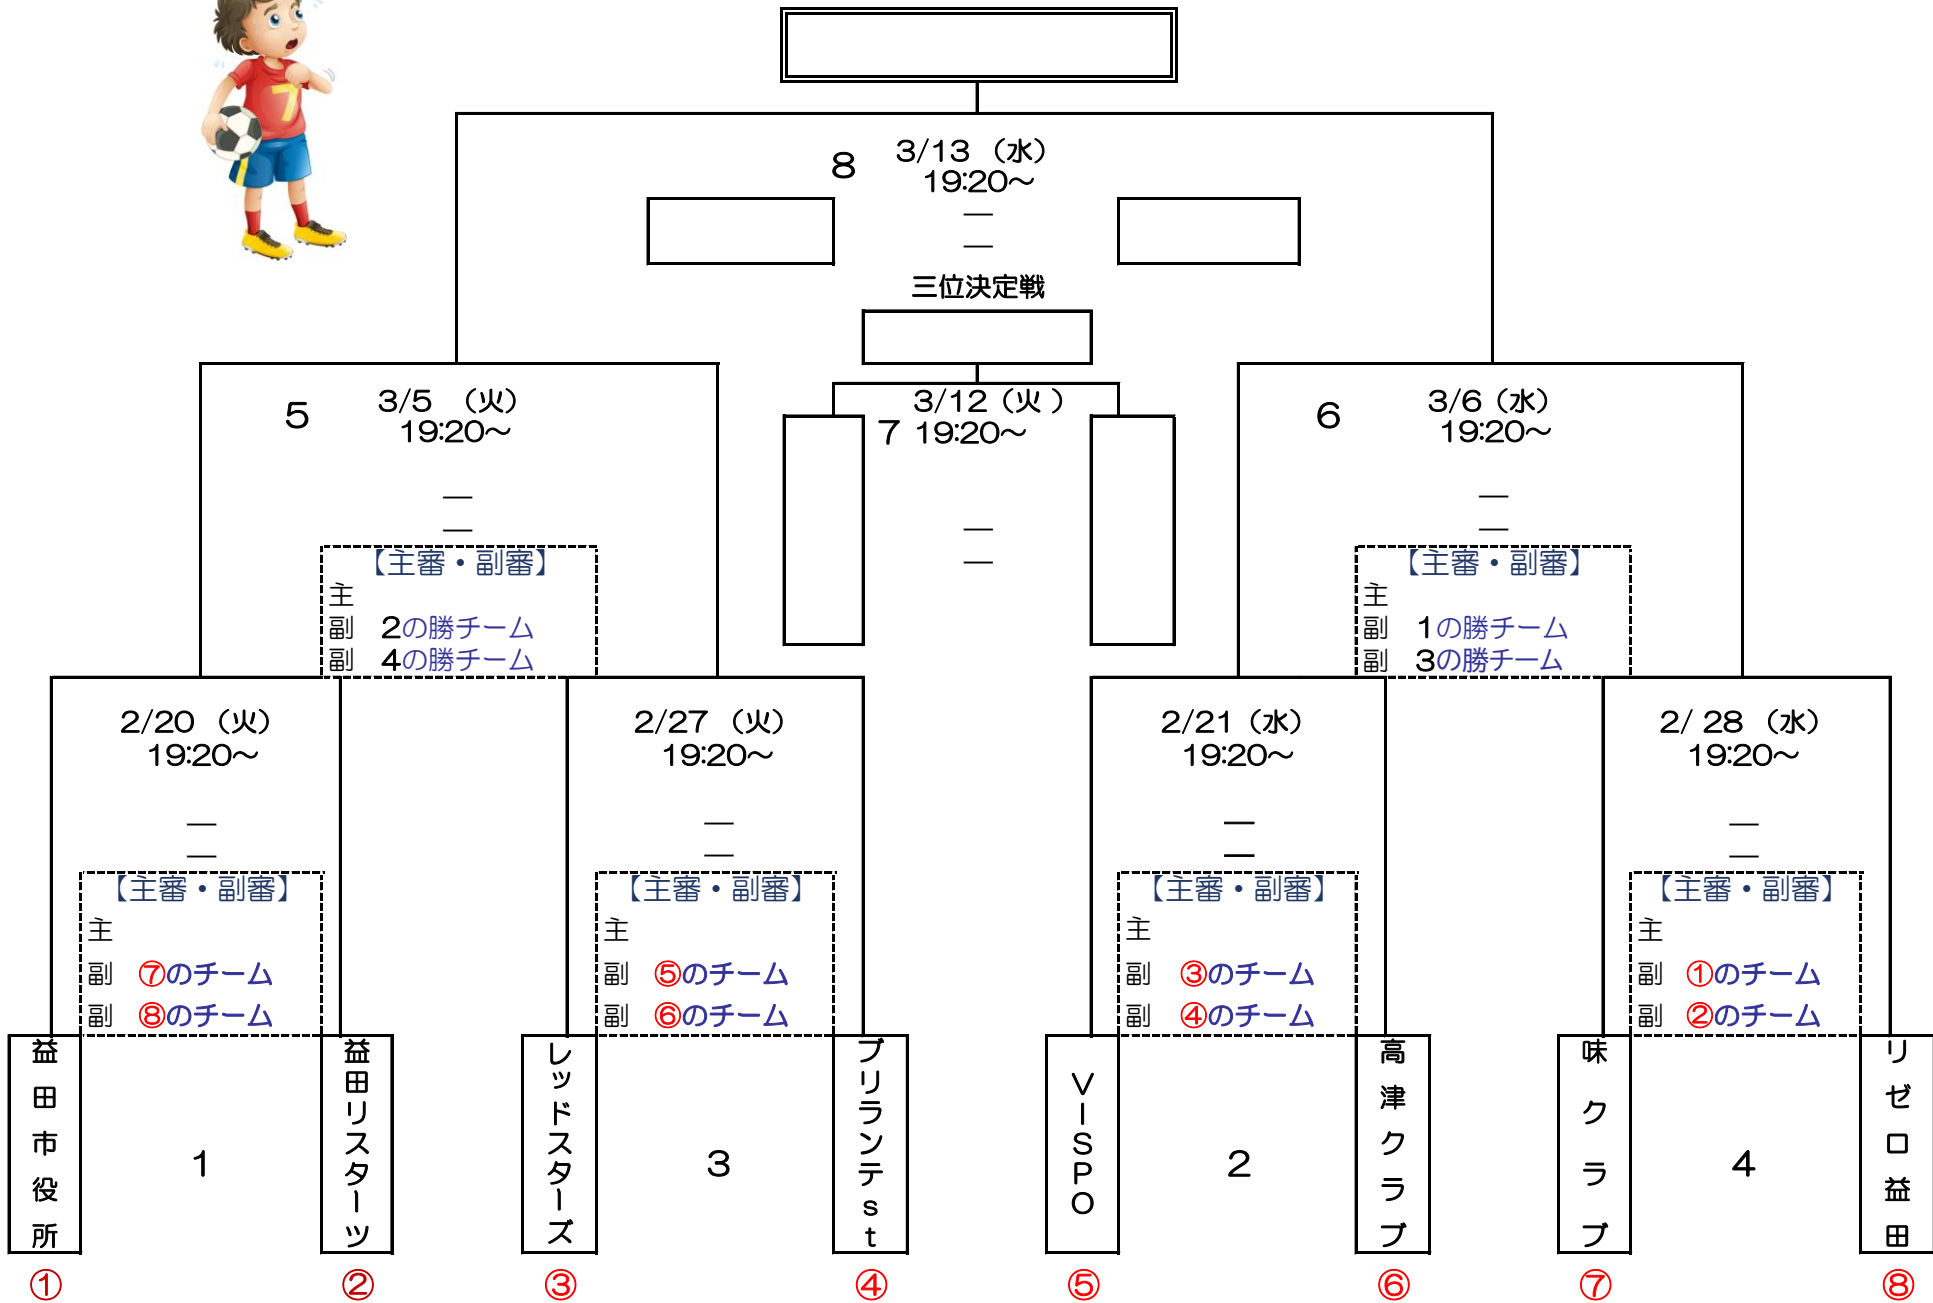 7
8
3/13 （水）
19:20～
―
―
三位決定戦
5
3/5 （火）
19:20～
―
―
3/12（火 ）
7 19:20～
―
―
6
3/6（水）
19:20～
―
―
【主審・副審】
主
副 2の勝チーム
副 4の勝チーム
【主審・副審】
主
副 1の勝チーム
副 3の勝チーム
2/20 （火）
19:20～
―
―
【主審・副審】
主
副 ⑦のチーム
副 ⑧のチーム
2/27 （火）
19:20～
―
―
【主審・副審】
主
副 ⑤のチーム
副 ⑥のチーム
2/21（水）
19:20～
―
―
【主審・副審】
主
副 ③のチーム
副 ④のチーム
2/ 28 （水）
19:20～
―
―
【主審・副審】
主
副 ①のチーム
副 ②のチーム
益田市役所
1
益田リスターツ
レッドスターズ
3
ブリランテst
VISPO
2
高津クラブ
味クラブ
4
リゼロ益田
①
②
③
④
⑤
⑥
⑦
⑧